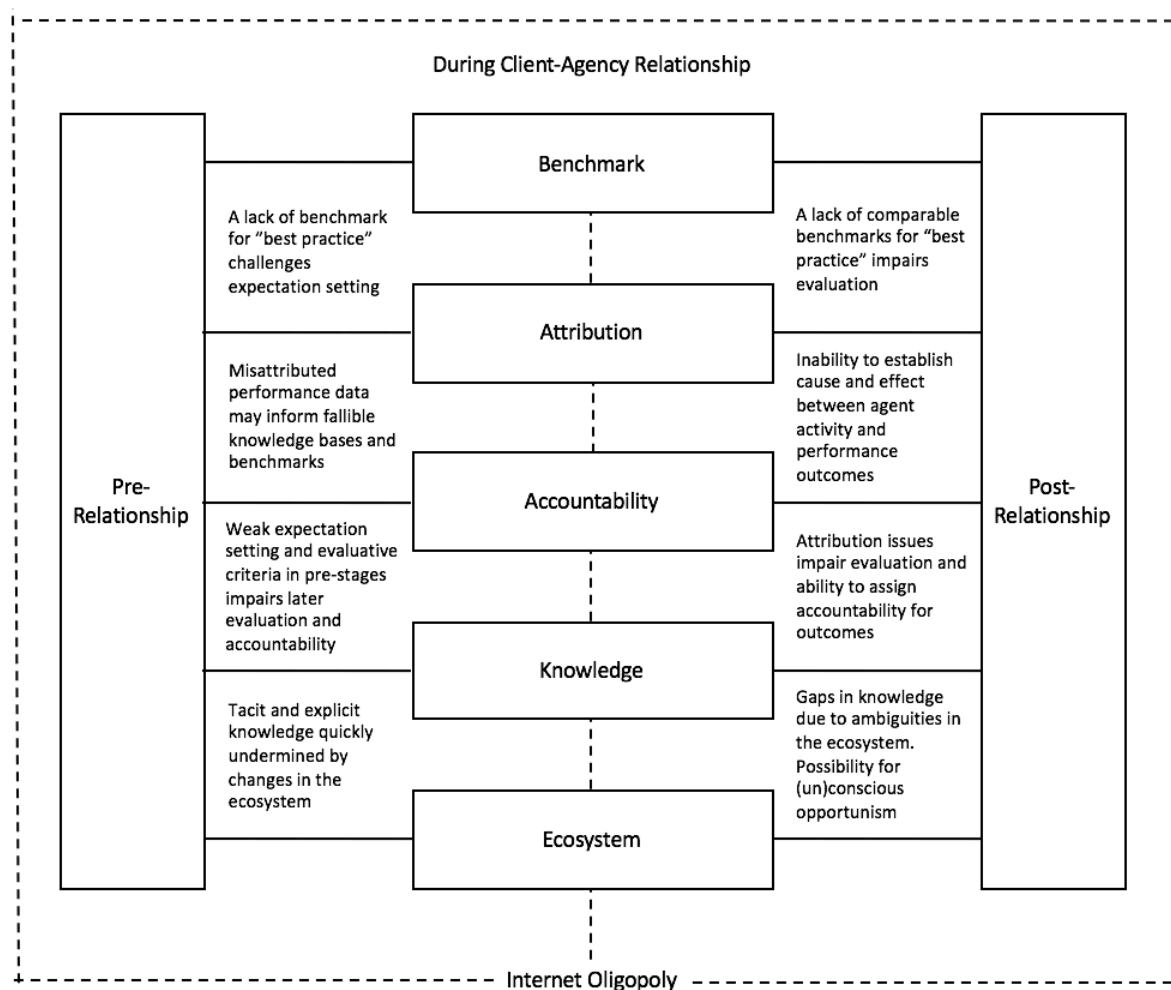 During Client-Agency Relationship
Pre-
Relationship
Benchmark
Attribution
Accountability
Knowledge
Ecosystem
A lack of benchmark
for ”best practice”
challenges
expectation setting
Misattributed
performance data
may inform fallible
knowledge bases and
benchmarks
Weak expectation
setting and evaluative
criteria in pre-stages
impairs later
evaluation and
accountability
Tacit and explicit
knowledge quickly
undermined by
changes in the
ecosystem
A lack of comparable
benchmarks for “best
practice” impairs
evaluation
Inability to establish
cause and effect
between agent
activity and
performance
outcomes
Attribution issues
impair evaluation and
ability to assign
accountability for
outcomes
Gaps in knowledge
due to ambiguities in
the ecosystem.
Possibility for
(un)conscious
opportunism
Post-
Relationship
Internet Oligopoly